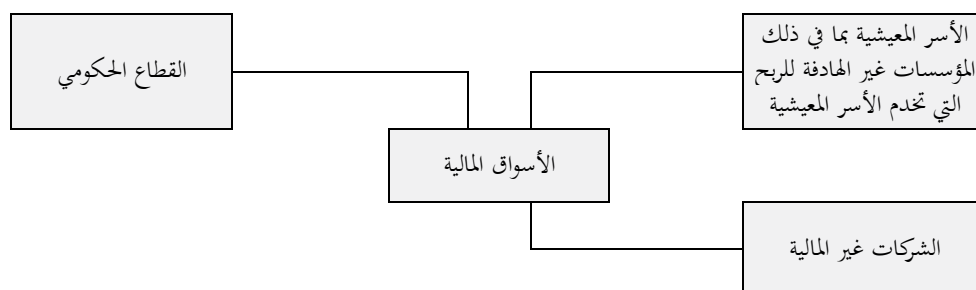 الأسر المعيشية بما في ذلك
المؤسسات غير الهادفة للربح
التي تخدم الأسر المعيشية
القطاع الحكومي
الأسواق المالية
الشركات غير المالية